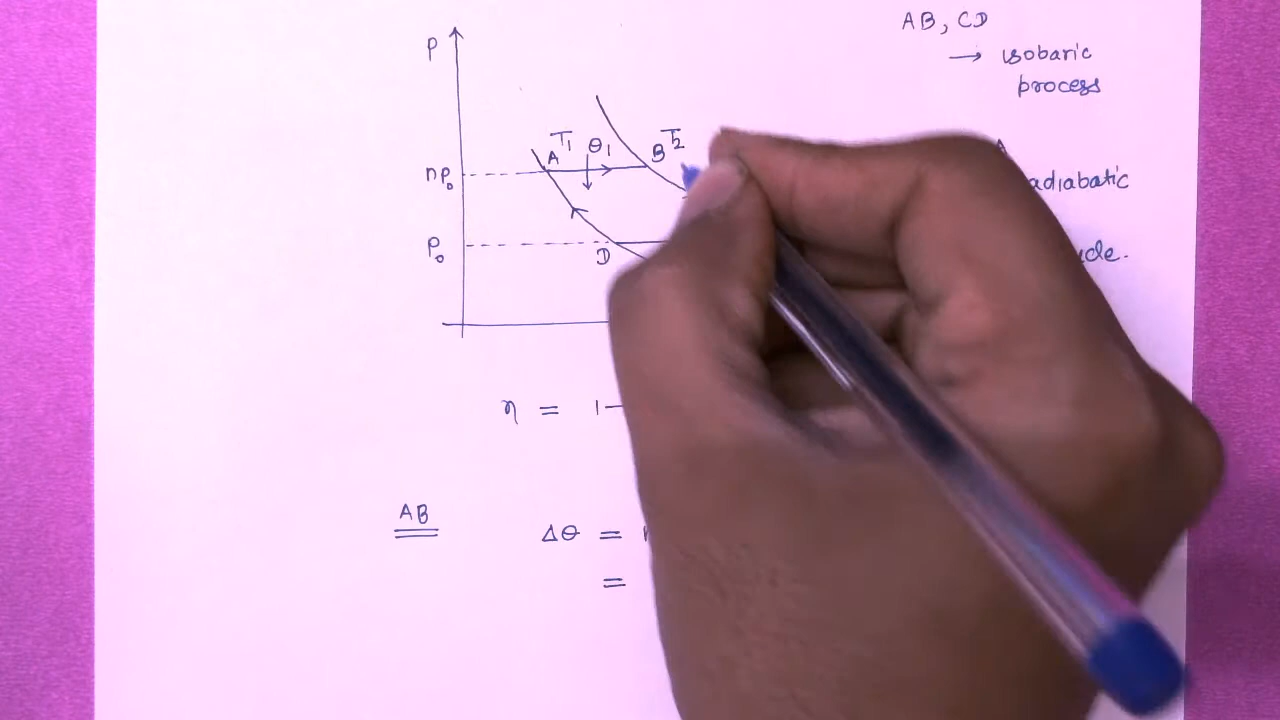 AB, CD
→ isobaric
process
P
T₁ θ₁ T₂
A B
nP₀
adiabatic
P₀
D
η = 1 −
AB
Δθ =
=